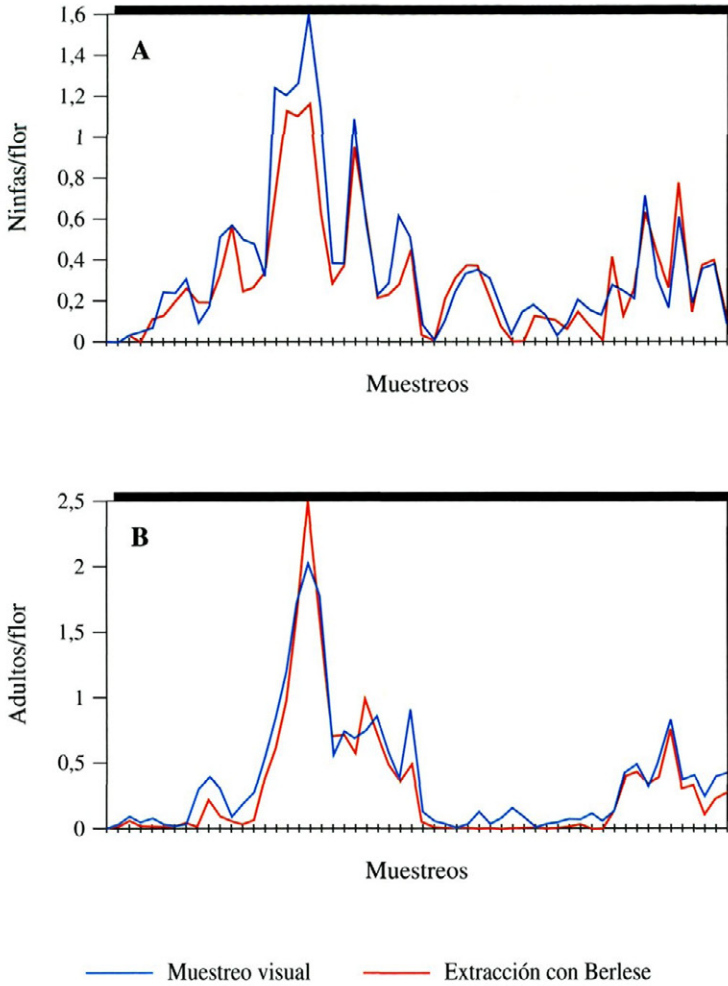 A
1,6
1,4
1,2
1
0,8
0,6
0,4
0,2
0
Ninfas/flor
Muestreos
B
2,5
2
1,5
1
0,5
0
Adultos/flor
Muestreos
Muestreo visual
Extracción con Berlese